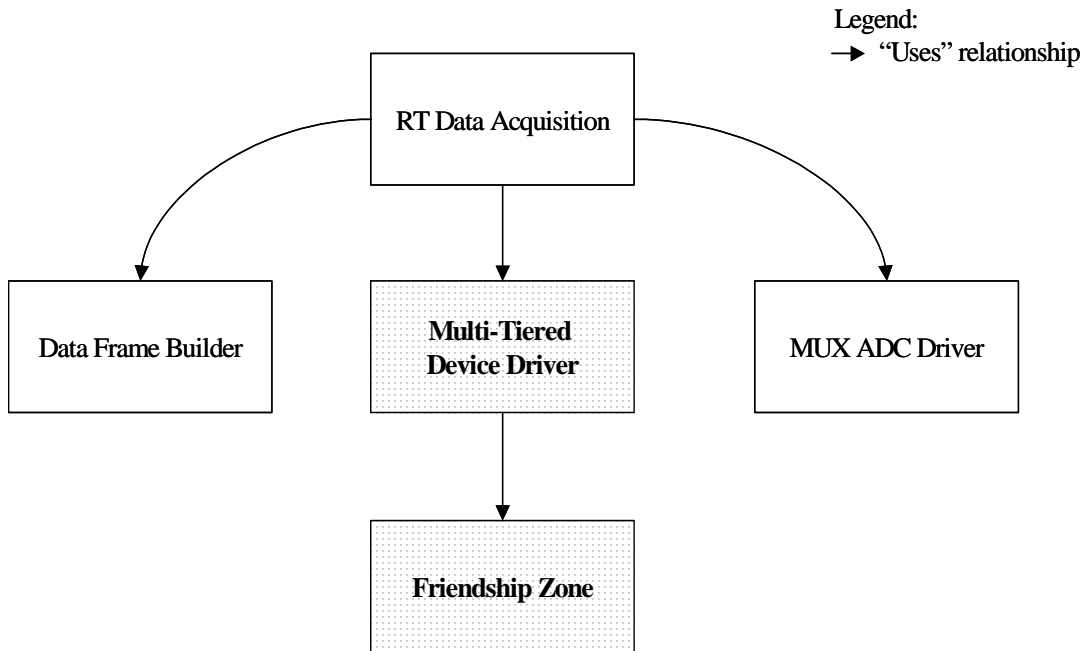 Legend:
“Uses” relationship
RT Data Acquisition
Data Frame Builder
Multi-Tiered
Device Driver
MUX ADC Driver
Friendship Zone